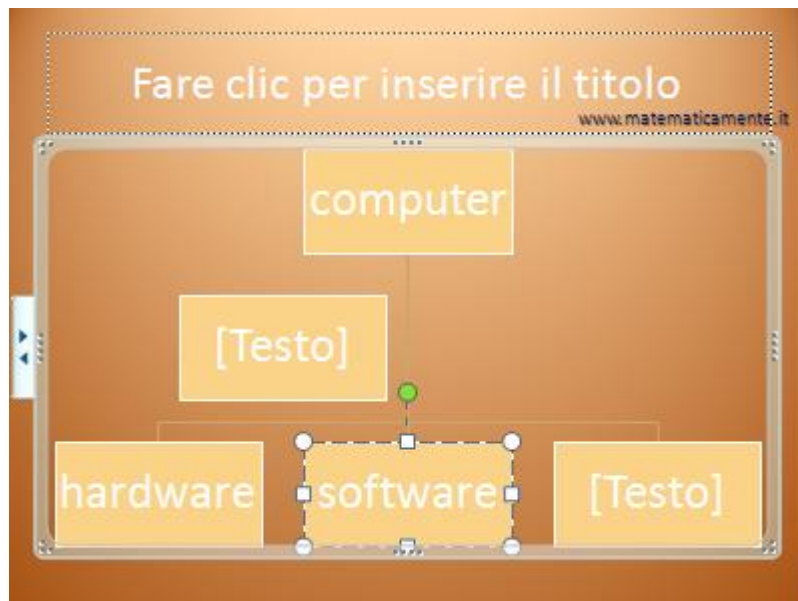 Fare clic per inserire il titolo
www.matematicamente.it
computer
[Testo]
hardware
software
[Testo]